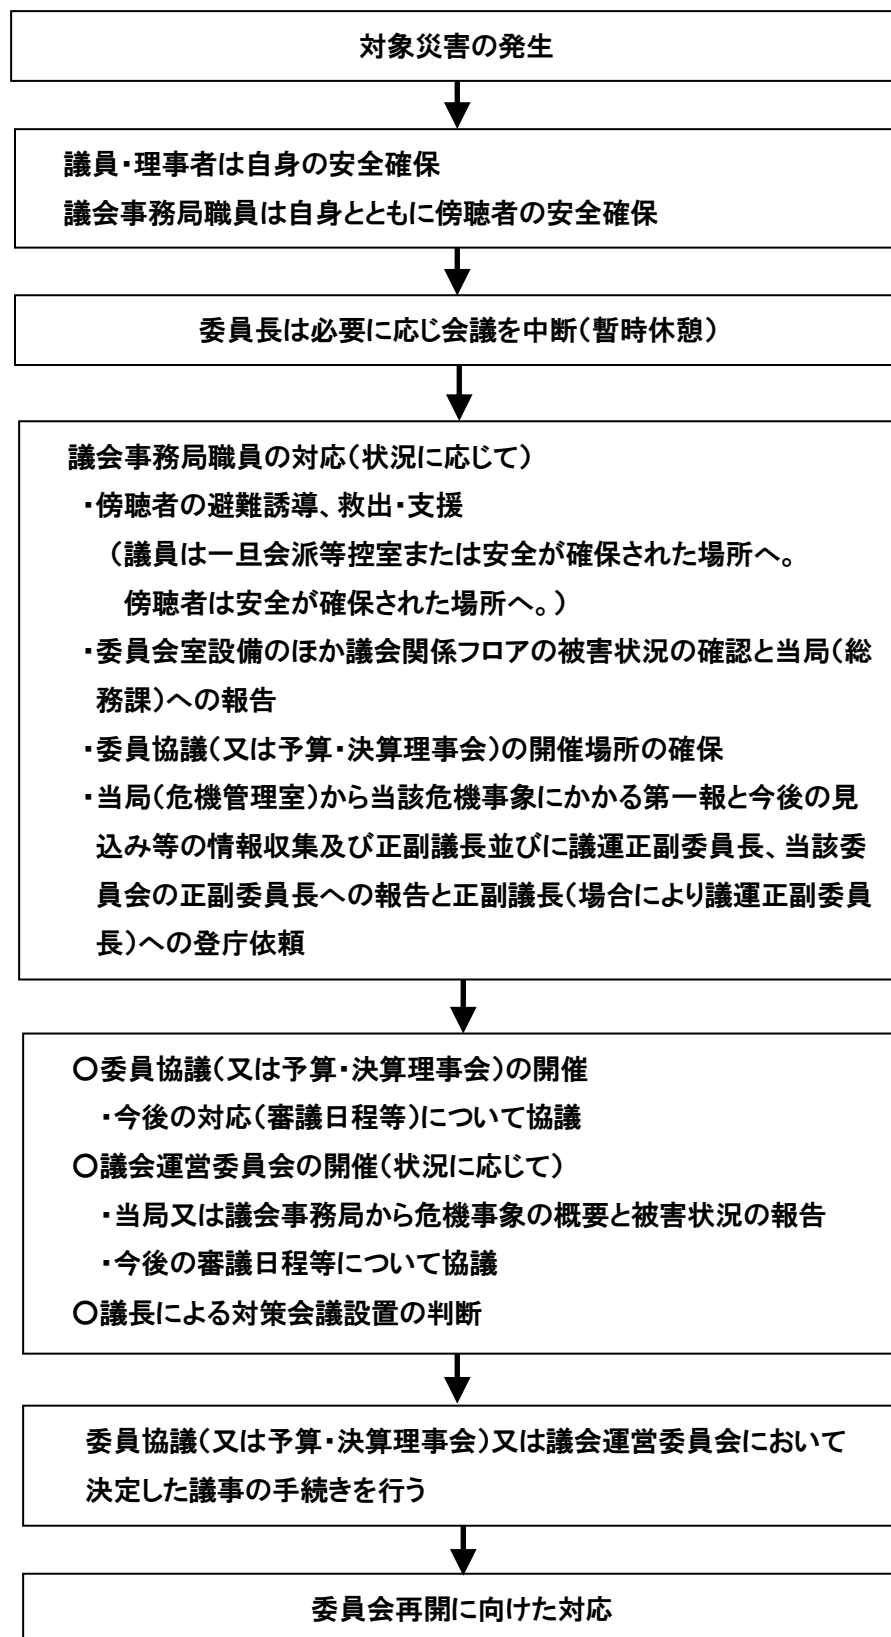 対象災害の発生
議員・理事者は自身の安全確保
議会事務局職員は自身とともに傍聴者の安全確保
委員長は必要に応じ会議を中断（暫時休憩）
議会事務局職員の対応（状況に応じて）
・傍聴者の避難誘導、救出・支援
（議員は一旦会派等控室または安全が確保された場所へ。
傍聴者は安全が確保された場所へ。）
・委員会室設備のほか議会関係フロアの被害状況の確認と当局（総
務課）への報告
・委員協議（又は予算・決算理事会）の開催場所の確保
・当局（危機管理室）から当該危機事象にかかる第一報と今後の見
込み等の情報収集及び正副議長並びに議運正副委員長、当該委
員会の正副委員長への報告と正副議長（場合により議運正副委員
長）への登庁依頼
○委員協議（又は予算・決算理事会）の開催
・今後の対応（審議日程等）について協議
○議会運営委員会の開催（状況に応じて）
・当局又は議会事務局から危機事象の概要と被害状況の報告
・今後の審議日程等について協議
○議長による対策会議設置の判断
委員協議（又は予算・決算理事会）又は議会運営委員会において
決定した議事の手続きを行う
委員会再開に向けた対応